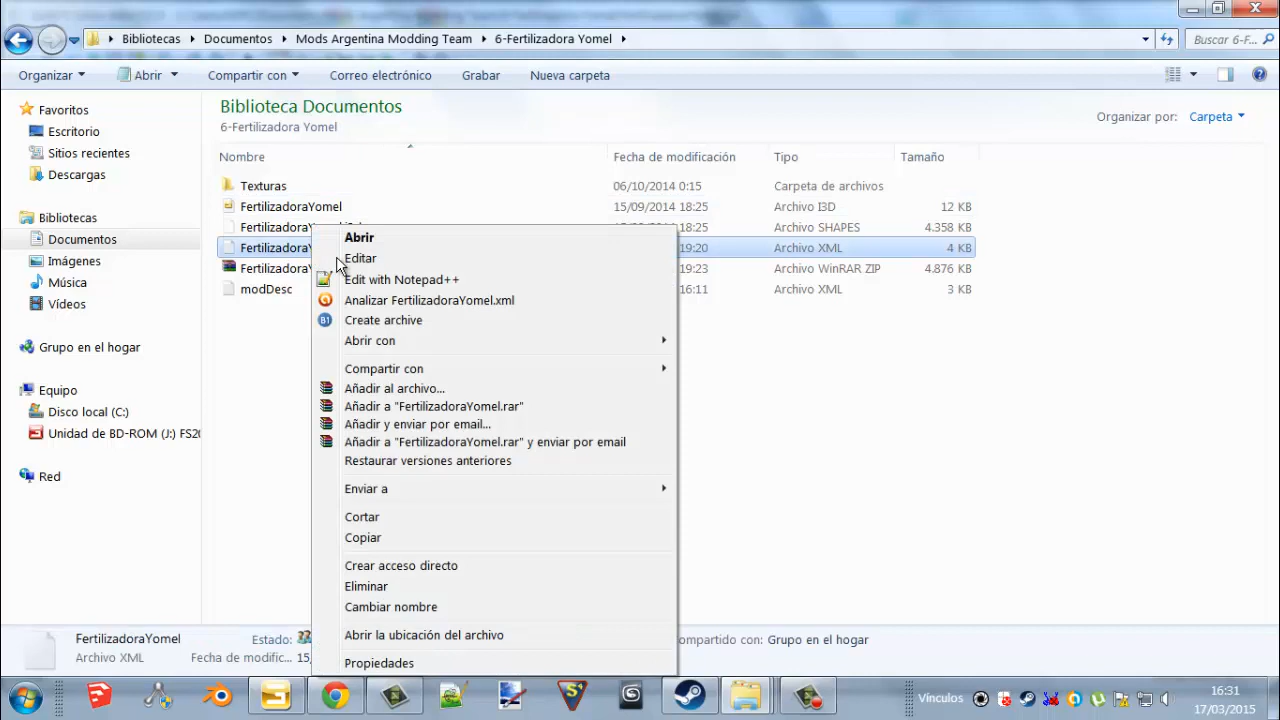 Bibliotecas Documentos Mods Argentina Modding Team 6-Fertilizadora Yomel Buscar 6-F...
Organizar Abrir Compartir con Correo electrónico Grabar Nueva carpeta
Favoritos
Escritorio
Sitios recientes
Descargas
Bibliotecas
Documentos
Imágenes
Música
Vídeos
Grupo en el hogar
Equipo
Disco local (C:)
Unidad de BD-ROM (J:) FS20
Red
Biblioteca Documentos
6-Fertilizadora Yomel
Organizar por: Carpeta
Nombre Fecha de modificación Tipo Tamaño
Texturas 06/10/2014 0:15 Carpeta de archivos
FertilizadoraYomel 15/09/2014 18:25 Archivo I3D 12 KB
18:25 Archivo SHAPES 4.358 KB
19:20 Archivo XML 4 KB
19:23 Archivo WinRAR ZIP 4.876 KB
modDesc 16:11 Archivo XML 3 KB
Abrir
Editar
Edit with Notepad++
Analizar FertilizadoraYomel.xml
Create archive
Abrir con
Compartir con
Añadir al archivo...
Añadir a "FertilizadoraYomel.rar"
Añadir y enviar por email...
Añadir a "FertilizadoraYomel.rar" y enviar por email
Restaurar versiones anteriores
Enviar a
Cortar
Copiar
Crear acceso directo
Eliminar
Cambiar nombre
Abrir la ubicación del archivo
Propiedades
FertilizadoraYomel Estado: Compartido con: Grupo en el hogar
Archivo XML Fecha de modific... 15/
Vínculos
16:31
17/03/2015